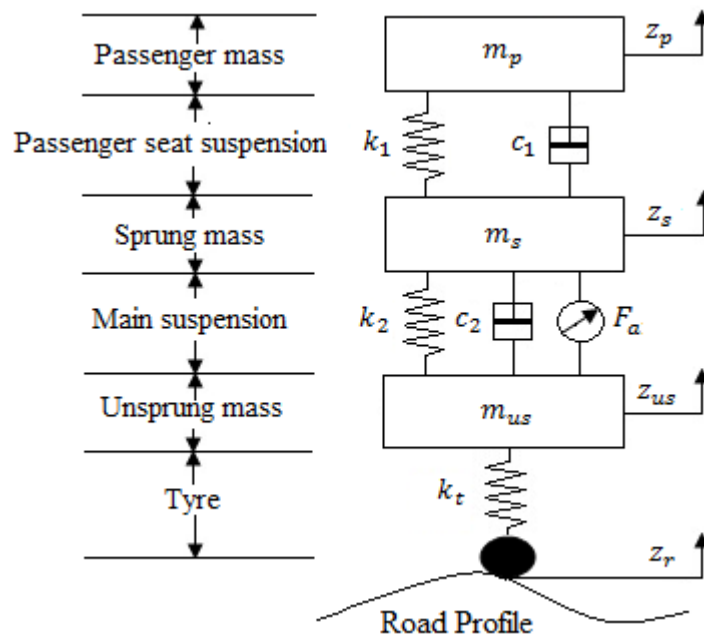 Passenger mass
m_p
z_p
Passenger seat suspension
k_1
c_1
Sprung mass
m_s
z_s
Main suspension
k_2
c_2
F_a
Unsprung mass
m_us
z_us
Tyre
k_t
z_r
Road Profile